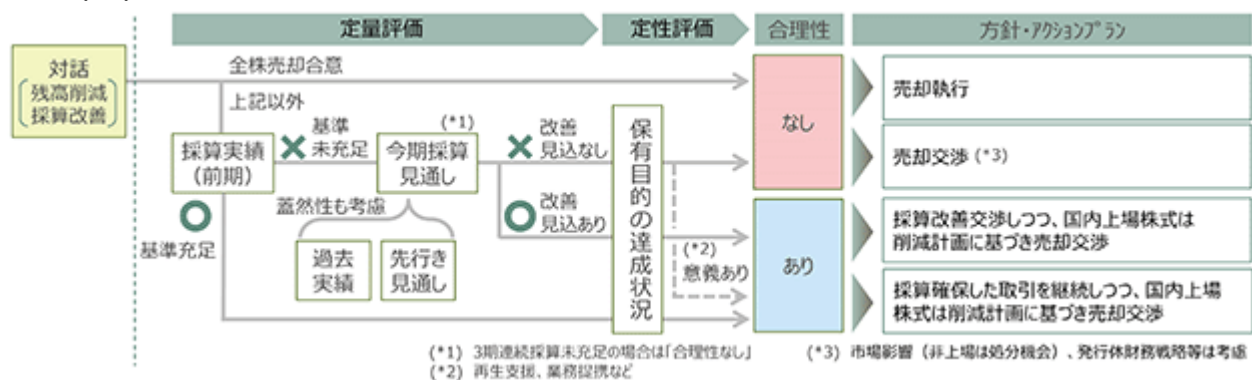 定量評価
定性評価
合理性
方針・アクションプラン
対話
残高削減
採算改善
全株売却合意
上記以外
採算実績
(前期)
基準
未充足
(*1)
今期採算
見通し
改善
見込なし
改善
見込あり
基準充足
蓋然性も考慮
過去
実績
先行き
見通し
保有目的の達成状況
(*2)
意義あり
なし
あり
売却執行
売却交渉 (*3)
採算改善交渉しつつ、国内上場株式は
削減計画に基づき売却交渉
採算確保した取引を継続しつつ、国内上場
株式は削減計画に基づき売却交渉
(*1) 3期連続採算未充足の場合は「合理性なし」
(*2) 再生支援、業務提携など
(*3) 市場影響(非上場は処分機会)、発行体財務戦略等は考慮